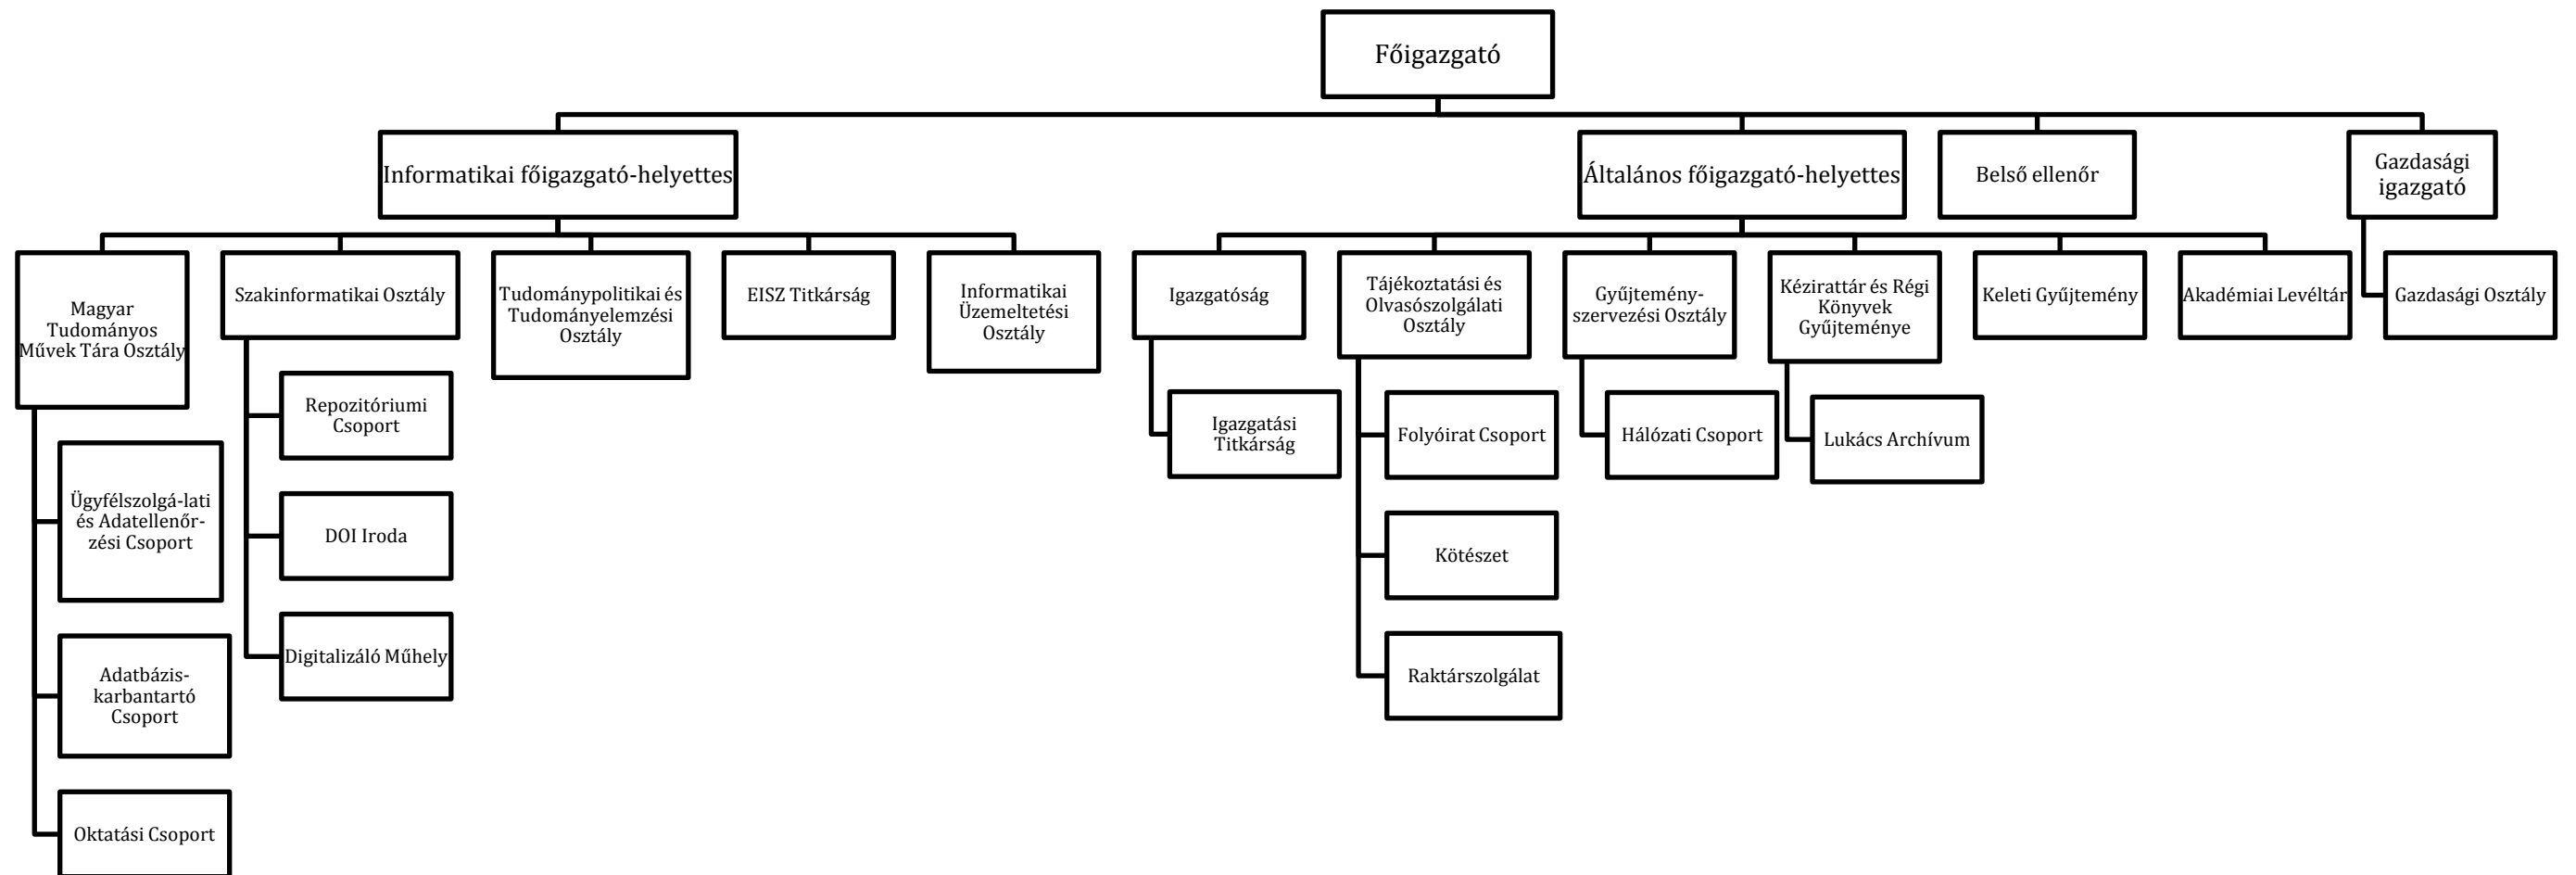 Főigazgató
Informatikai főigazgató-helyettes
Általános főigazgató-helyettes
Belső ellenőr
Gazdasági
igazgató
Magyar
Tudományos
Művek Tára Osztály
Szakinformatikai Osztály
Tudománypolitikai és
Tudományelemzési
Osztály
EISZ Titkárság
Informatikai
Üzemeltetési
Osztály
Igazgatóság
Tájékoztatási és
Olvasószolgálati
Osztály
Gyűjtemény-
szervezési Osztály
Kézirattár és Régi
Könyvek
Gyűjteménye
Keleti Gyűjtemény
Akadémiai Levéltár
Gazdasági Osztály
Ügyfélszolgá-lati
és Adatellenőr-
zési Csoport
Adatbázis-
karbantartó
Csoport
Oktatási Csoport
Repozitóriumi
Csoport
DOI Iroda
Digitalizáló Műhely
Igazgatási
Titkárság
Folyóirat Csoport
Kötészet
Raktárszolgálat
Hálózati Csoport
Lukács Archívum